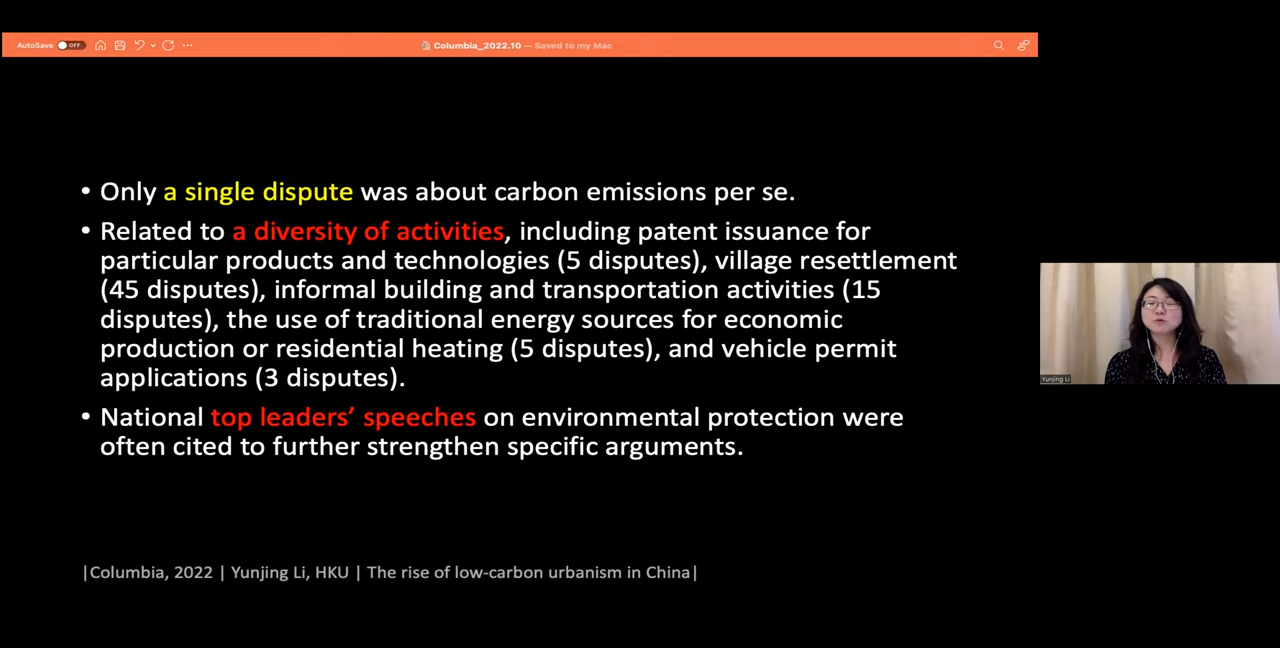 AutoSave OFF
Columbia_2022.10 — Saved to my Mac
• Only a single dispute was about carbon emissions per se.
• Related to a diversity of activities, including patent issuance for
particular products and technologies (5 disputes), village resettlement
(45 disputes), informal building and transportation activities (15
disputes), the use of traditional energy sources for economic
production or residential heating (5 disputes), and vehicle permit
applications (3 disputes).
• National top leaders’ speeches on environmental protection were
often cited to further strengthen specific arguments.
Yunjing Li
|Columbia, 2022 | Yunjing Li, HKU | The rise of low-carbon urbanism in China|